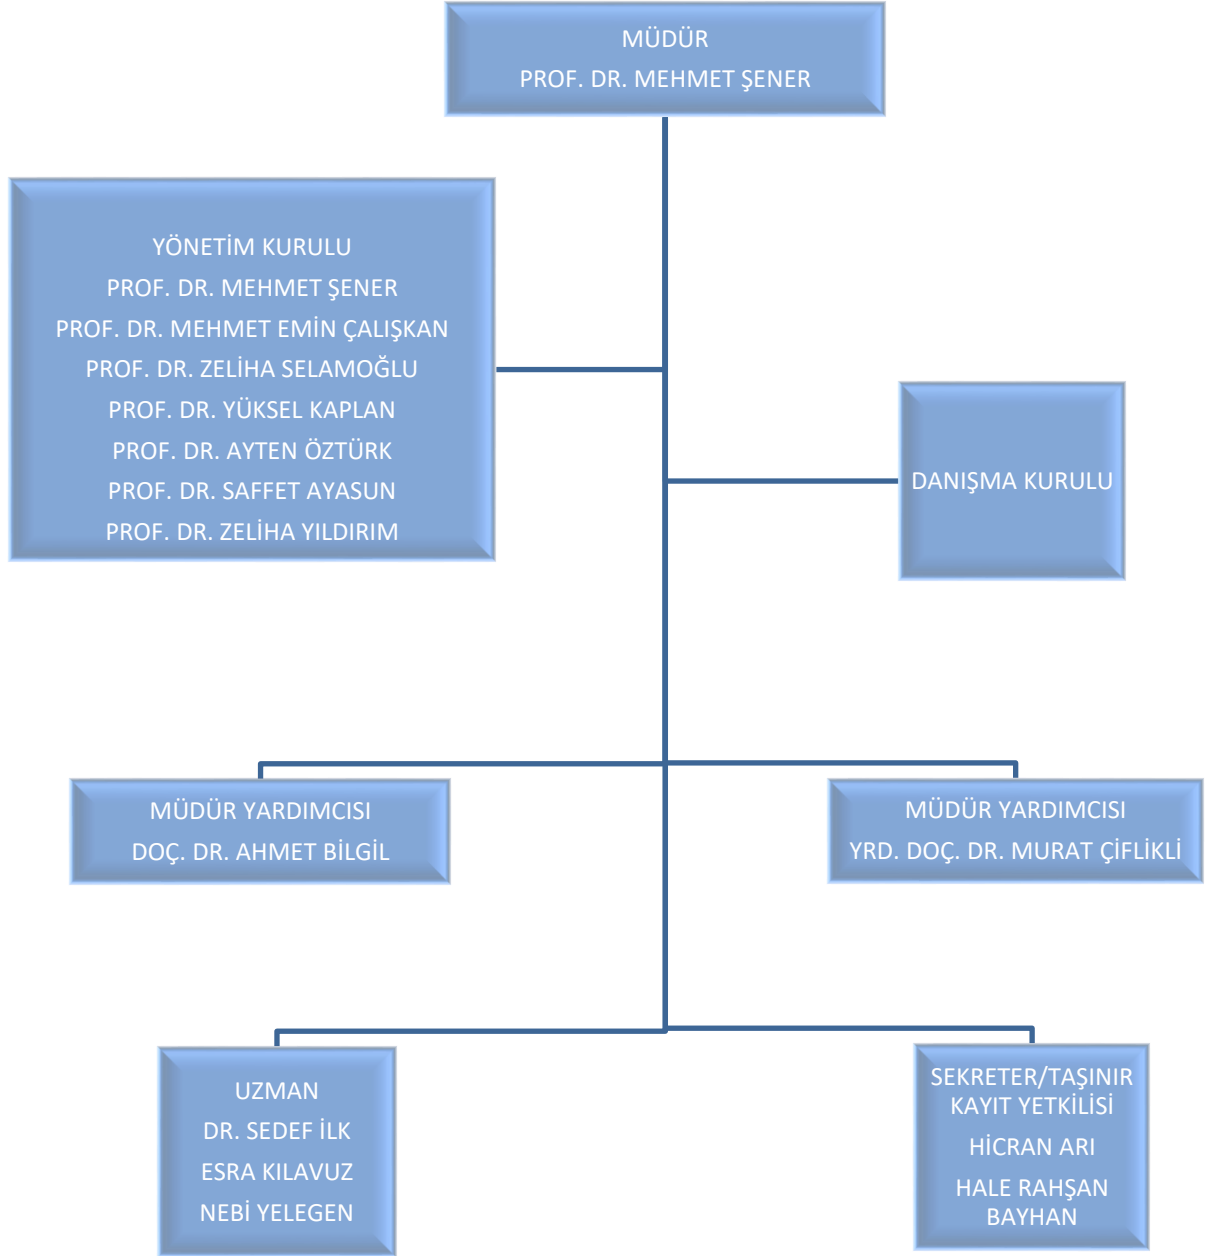 MÜDÜR
PROF. DR. MEHMET ŞENER
YÖNETİM KURULU
PROF. DR. MEHMET ŞENER
PROF. DR. MEHMET EMİN ÇALIŞKAN
PROF. DR. ZELİHA SELAMOĞLU
PROF. DR. YÜKSEL KAPLAN
PROF. DR. AYTEN ÖZTÜRK
PROF. DR. SAFFET AYASUN
PROF. DR. ZELİHA YILDIRIM
DANIŞMA KURULU
MÜDÜR YARDIMCISI
DOÇ. DR. AHMET BİLGİL
MÜDÜR YARDIMCISI
YRD. DOÇ. DR. MURAT ÇİFLİKLİ
UZMAN
DR. SEDEF İLK
ESRA KILAVUZ
NEBİ YELEGEN
SEKRETER/TAŞINIR
KAYIT YETKİLİSİ
HİCRAN ARI
HALE RAHŞAN
BAYHAN